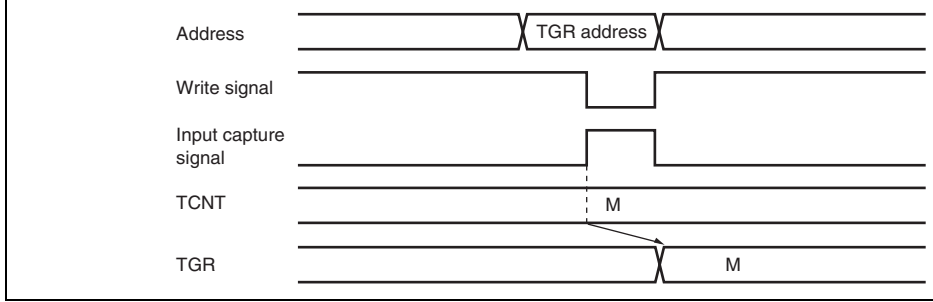 Address
TGR address
Write signal
Input capture
signal
TCNT
M
TGR
M